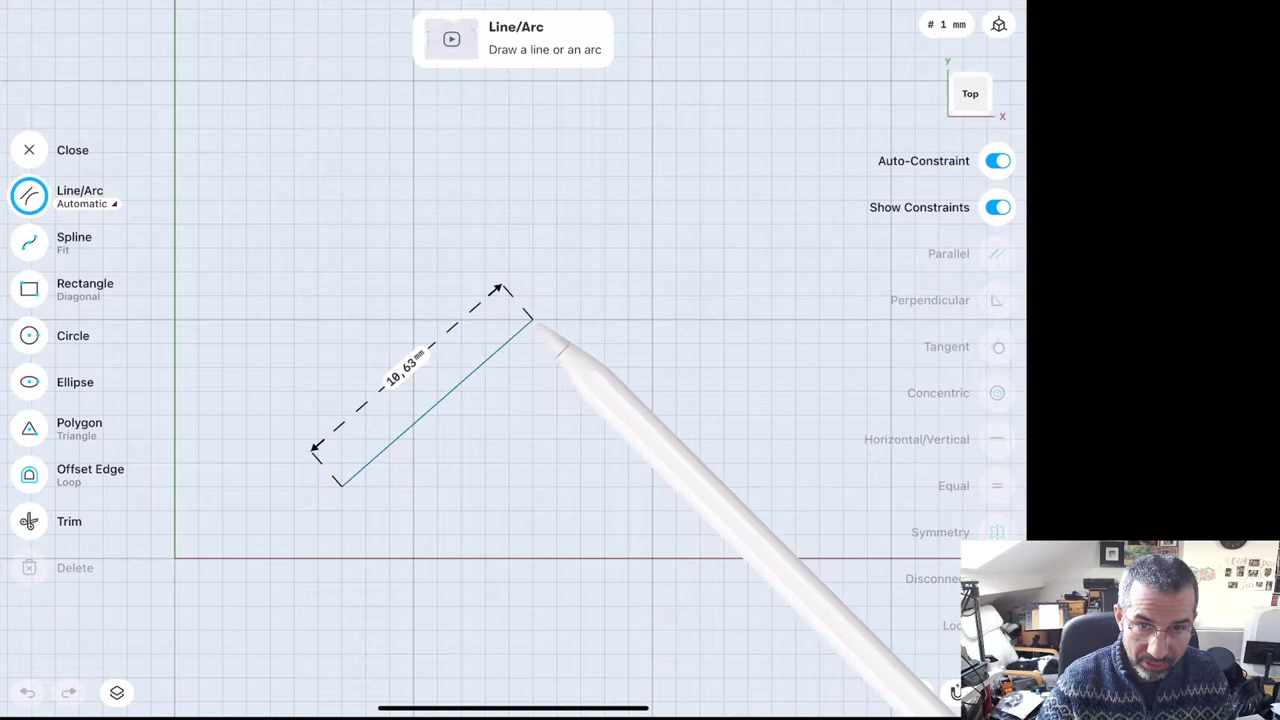 Line/Arc
Draw a line or an arc
# 1 mm
Y
Top
X
Close
Line/Arc
Automatic
Spline
Fit
Rectangle
Diagonal
Circle
Ellipse
Polygon
Triangle
Offset Edge
Loop
Trim
Delete
10,63 mm
Auto-Constraint
Show Constraints
Parallel
Perpendicular
Tangent
Concentric
Horizontal/Vertical
Equal
Symmetry
Disconne
Lo